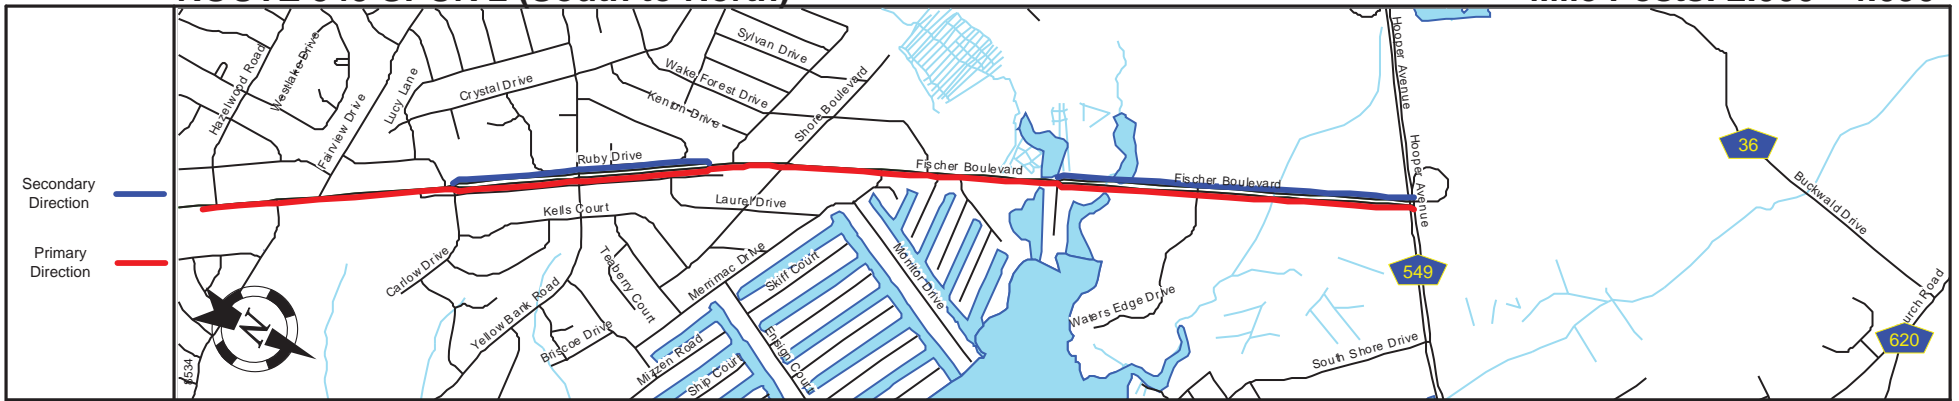 Secondary
Direction
Primary
Direction
Hazelwood Road
Westlake Drive
Fairview Drive
Lucy Lane
Crystal Drive
Sylvan Drive
Wake Forest Drive
Kenton Drive
Shore Boulevard
Ruby Drive
Fischer Boulevard
Fischer Boulevard
Hooper Avenue
Hooper Avenue
36
Buckwald Drive
Kells Court
Laurel Drive
Carlow Drive
Yellow Bank Road
Teaberry Court
Briscoe Drive
Merrimac Drive
Skiff Court
Monitor Drive
Mizzen Road
Ship Court
Ensign Court
Waters Edge Drive
South Shore Drive
549
620
N